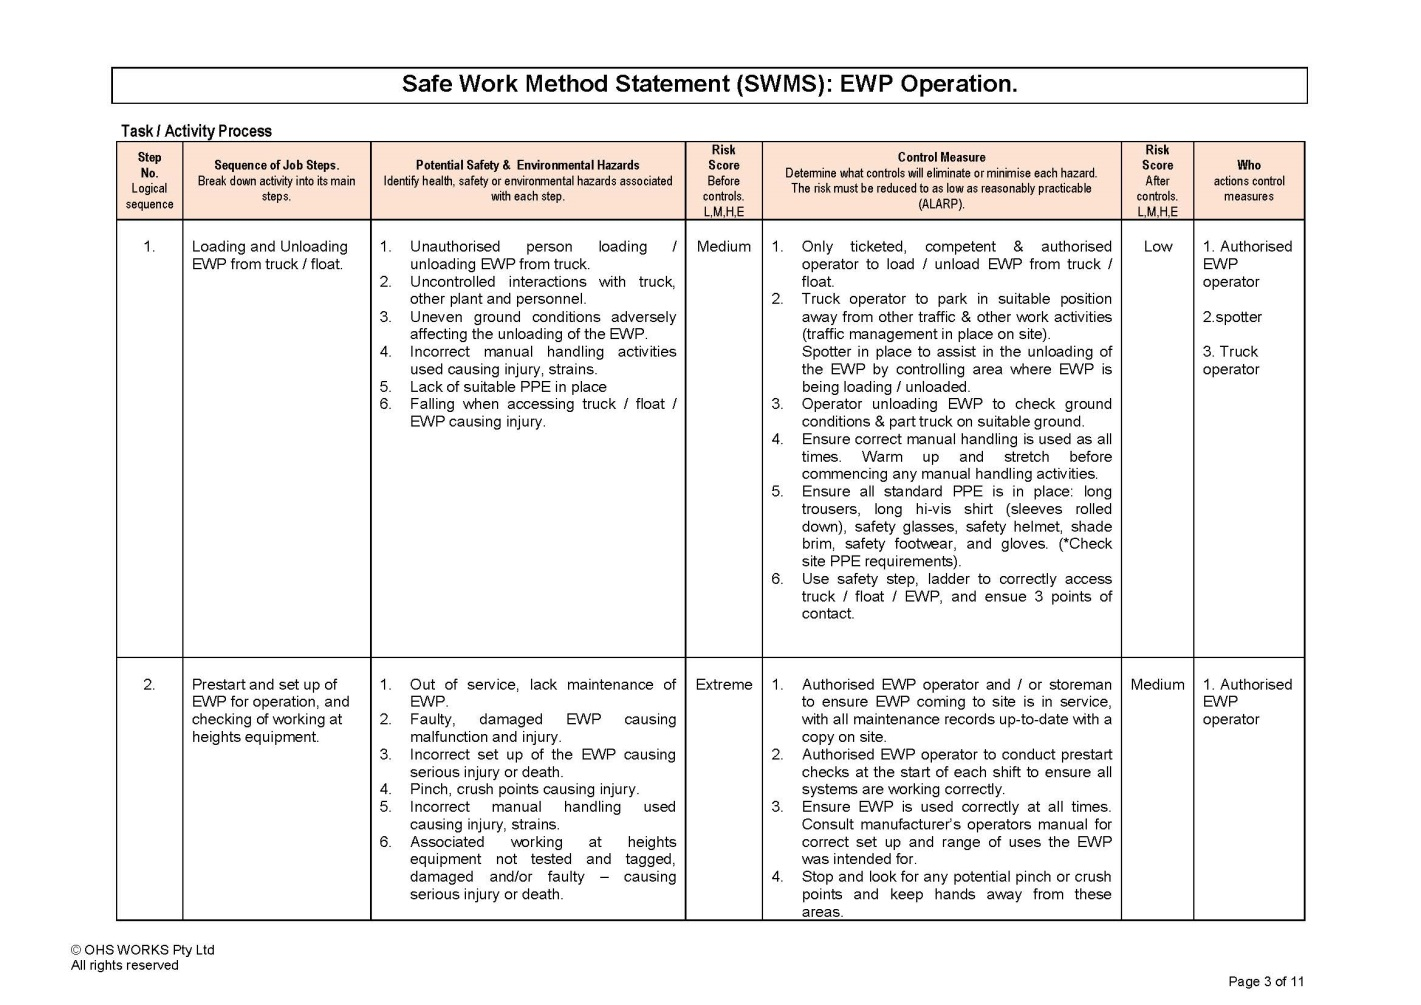 Safe Work Method Statement (SWMS): EWP Operation.
Task / Activity Process
Step
No.
Logical
sequence
Sequence of Job Steps.
Break down activity into its main
steps.
Potential Safety & Environmental Hazards
Identify health, safety or environmental hazards associated
with each step.
Risk
Score
Before
controls.
L,M,H,E
Control Measure
Determine what controls will eliminate or minimise each hazard.
The risk must be reduced to as low as reasonably practicable
(ALARP).
Risk
Score
After
controls.
L,M,H,E
Who
actions control
measures
1.
Loading and Unloading
EWP from truck / float.
1. Unauthorised person loading /
unloading EWP from truck.
2. Uncontrolled interactions with truck,
other plant and personnel.
3. Uneven ground conditions adversely
affecting the unloading of the EWP.
4. Incorrect manual handling activities
used causing injury, strains.
5. Lack of suitable PPE in place
6. Falling when accessing truck / float /
EWP causing injury.
Medium
1. Only ticketed, competent & authorised
operator to load / unload EWP from truck /
float.
2. Truck operator to park in suitable position
away from other traffic & other work activities
(traffic management in place on site).
Spotter in place to assist in the unloading of
the EWP by controlling area where EWP is
being loading / unloaded.
3. Operator unloading EWP to check ground
conditions & part truck on suitable ground.
4. Ensure correct manual handling is used as all
times. Warm up and stretch before
commencing any manual handling activities.
5. Ensure all standard PPE is in place: long
trousers, long hi-vis shirt (sleeves rolled
down), safety glasses, safety helmet, shade
brim, safety footwear, and gloves. (*Check
site PPE requirements).
6. Use safety step, ladder to correctly access
truck / float / EWP, and ensue 3 points of
contact.
Low
1. Authorised
EWP
operator
2.spotter
3. Truck
operator
2.
Prestart and set up of
EWP for operation, and
checking of working at
heights equipment.
1. Out of service, lack maintenance of
EWP.
2. Faulty, damaged EWP causing
malfunction and injury.
3. Incorrect set up of the EWP causing
serious injury or death.
4. Pinch, crush points causing injury.
5. Incorrect manual handling used
causing injury, strains.
6. Associated working at heights
equipment not tested and tagged,
damaged and/or faulty – causing
serious injury or death.
Extreme
1. Authorised EWP operator and / or storeman
to ensure EWP coming to site is in service,
with all maintenance records up-to-date with a
copy on site.
2. Authorised EWP operator to conduct prestart
checks at the start of each shift to ensure all
systems are working correctly.
3. Ensure EWP is used correctly at all times.
Consult manufacturer's operators manual for
correct set up and range of uses the EWP
was intended for.
4. Stop and look for any potential pinch or crush
points and keep hands away from these
areas.
Medium
1. Authorised
EWP
operator
© OHS WORKS Pty Ltd
All rights reserved
Page 3 of 11